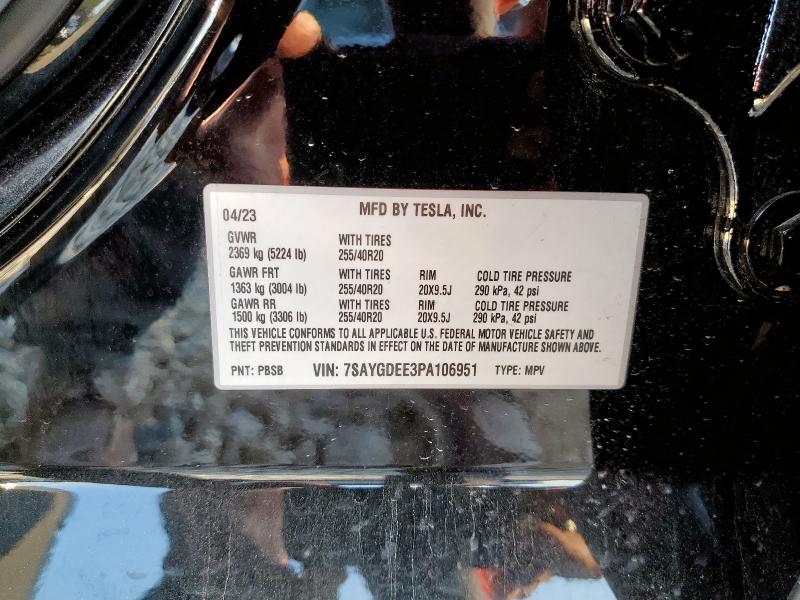 04/23 MFD BY TESLA, INC.
GVWR WITH TIRES
2369 kg (5224 lb) 255/40R20
GAWR FRT WITH TIRES RIM COLD TIRE PRESSURE
1363 kg (3004 lb) 255/40R20 20X9.5J 290 kPa, 42 psi
GAWR RR WITH TIRES RIM COLD TIRE PRESSURE
1500 kg (3306 lb) 255/40R20 20X9.5J 290 kPa, 42 psi
THIS VEHICLE CONFORMS TO ALL APPLICABLE U.S. FEDERAL MOTOR VEHICLE SAFETY AND
THEFT PREVENTION STANDARDS IN EFFECT ON THE DATE OF MANUFACTURE SHOWN ABOVE.
PNT: PBSB VIN: 7SAYGDEE3PA106951 TYPE: MPV